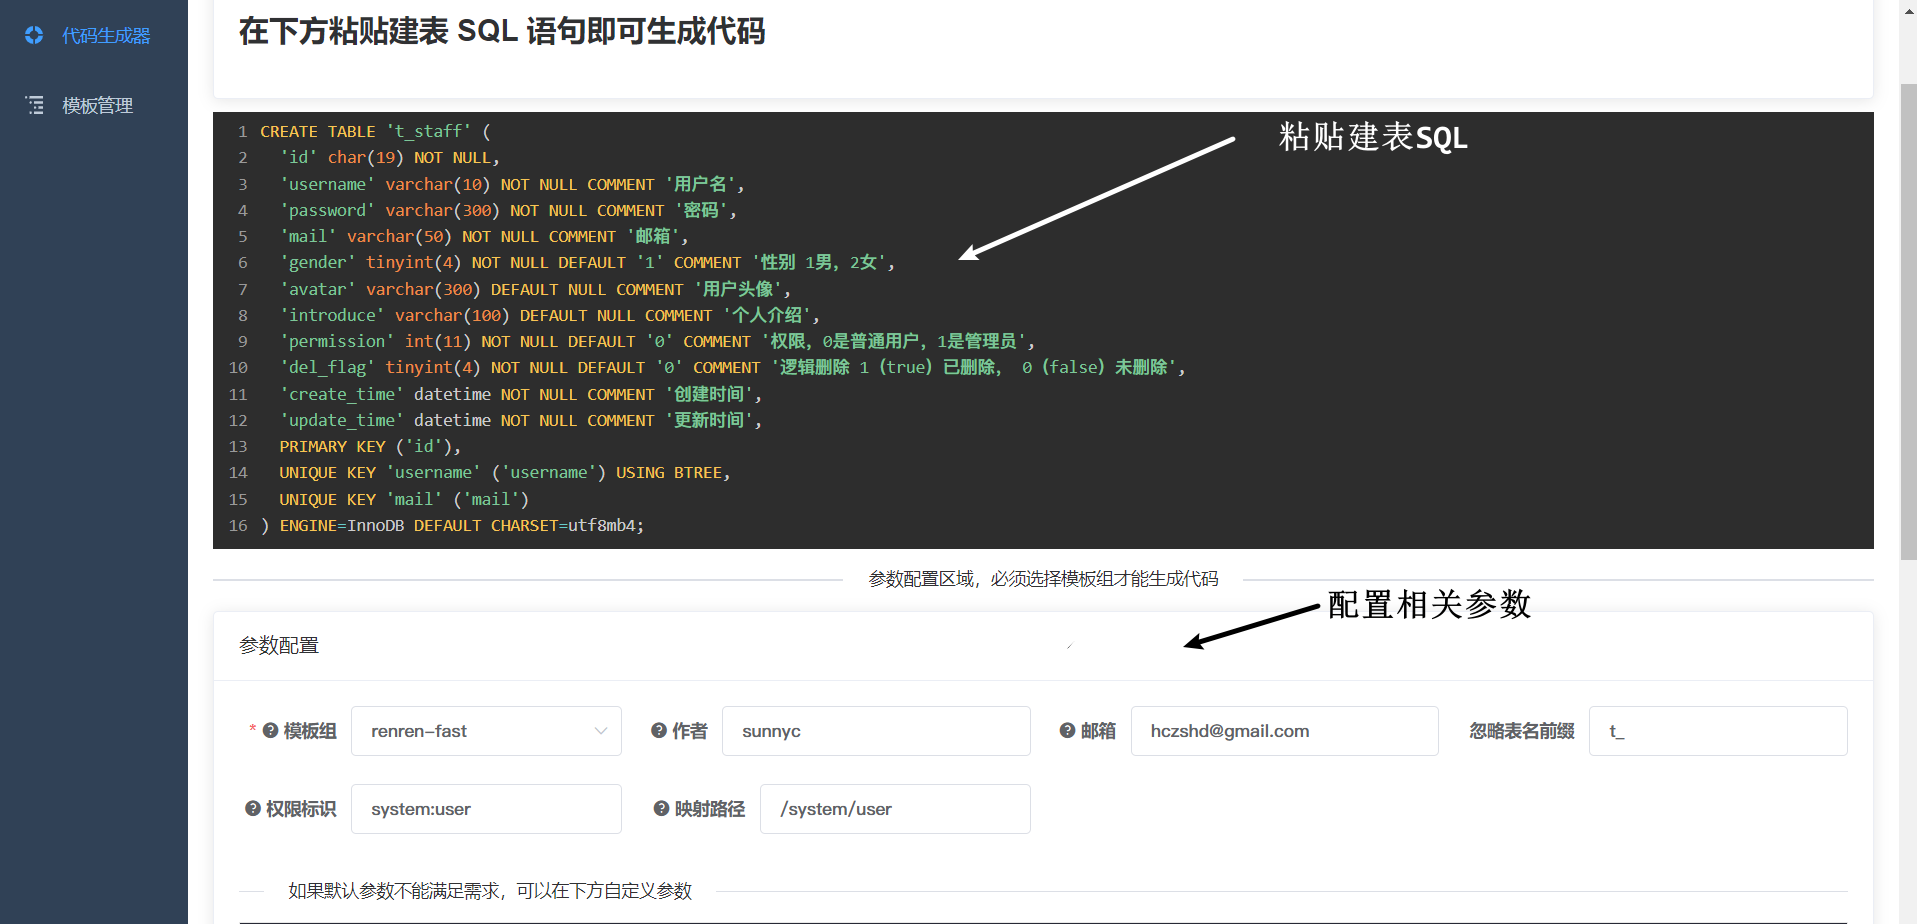 代码生成器
模板管理
在下方粘贴建表 SQL 语句即可生成代码
粘贴建表SQL
1 CREATE TABLE 't_staff' (
2 'id' char(19) NOT NULL,
3 'username' varchar(10) NOT NULL COMMENT '用户名',
4 'password' varchar(300) NOT NULL COMMENT '密码',
5 'mail' varchar(50) NOT NULL COMMENT '邮箱',
6 'gender' tinyint(4) NOT NULL DEFAULT '1' COMMENT '性别 1男，2女',
7 'avatar' varchar(300) DEFAULT NULL COMMENT '用户头像',
8 'introduce' varchar(100) DEFAULT NULL COMMENT '个人介绍',
9 'permission' int(11) NOT NULL DEFAULT '0' COMMENT '权限，0是普通用户，1是管理员',
10 'del_flag' tinyint(4) NOT NULL DEFAULT '0' COMMENT '逻辑删除 1（true）已删除， 0（false）未删除',
11 'create_time' datetime NOT NULL COMMENT '创建时间',
12 'update_time' datetime NOT NULL COMMENT '更新时间',
13 PRIMARY KEY ('id'),
14 UNIQUE KEY 'username' ('username') USING BTREE,
15 UNIQUE KEY 'mail' ('mail')
16 ) ENGINE=InnoDB DEFAULT CHARSET=utf8mb4;
参数配置区域，必须选择模板组才能生成代码
配置相关参数
参数配置
* 模板组 renren-fast 作者 sunnyc 邮箱 hczshd@gmail.com 忽略表名前缀 t_
权限标识 system:user 映射路径 /system/user
如果默认参数不能满足需求，可以在下方自定义参数